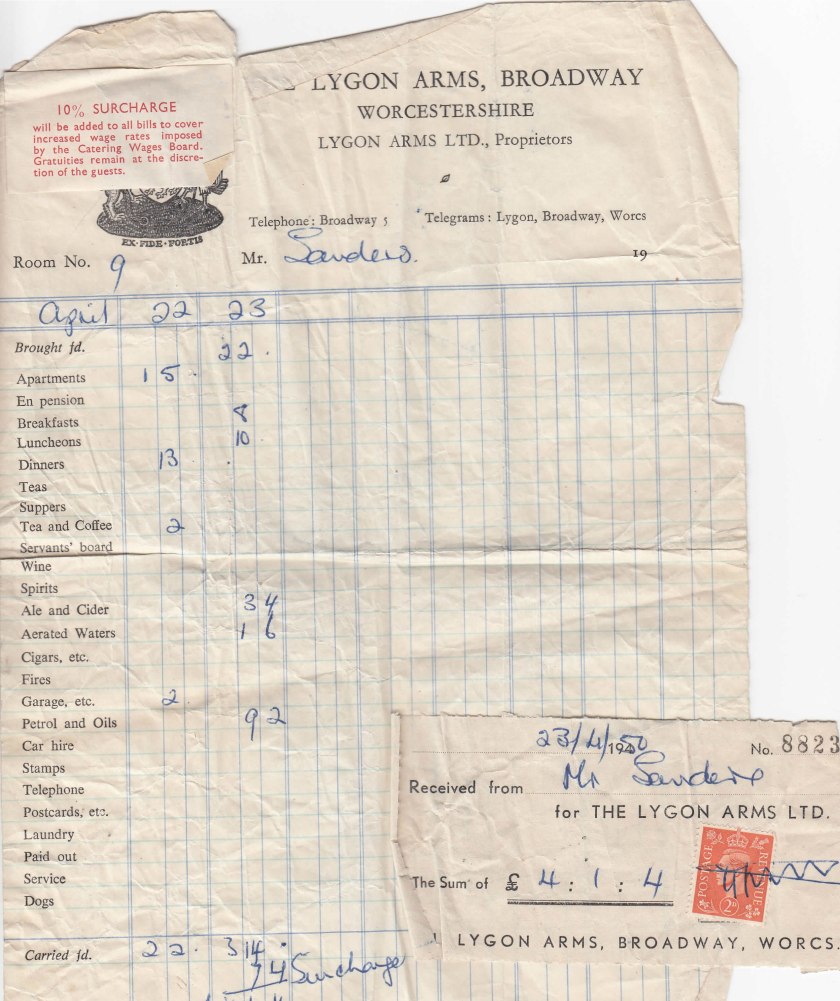 10% SURCHARGE
will be added to all bills to cover
increased wage rates imposed
by the Catering Wages Board.
Gratuities remain at the discre-
tion of the guests.
LYGON ARMS, BROADWAY
WORCESTERSHIRE
LYGON ARMS LTD., Proprietors
Telephone: Broadway 5 Telegrams: Lygon, Broadway, Worcs
EX·FIDE·FORTIS
Room No. 9 Mr. Sanders. 19
April 22 23
Brought fd. 22 .
Apartments 1 5 .
En pension
Breakfasts 8
Luncheons 10
Dinners 13 .
Teas
Suppers
Tea and Coffee 2
Servants' board
Wine
Spirits
Ale and Cider 3 4
Aerated Waters 1 6
Cigars, etc.
Fires
Garage, etc. 2
Petrol and Oils 9 2
Car hire
Stamps
Telephone
Postcards, etc.
Laundry
Paid out
Service
Dogs
Carried fd. 2 2 . 3 14 .
7 4 Surcharge
23/4/1950 No. 8823
Received from Mr Sanders
for THE LYGON ARMS LTD.
The Sum of £ 4 : 1 : 4
POSTAGE REVENUE
2D
LYGON ARMS, BROADWAY, WORCS.